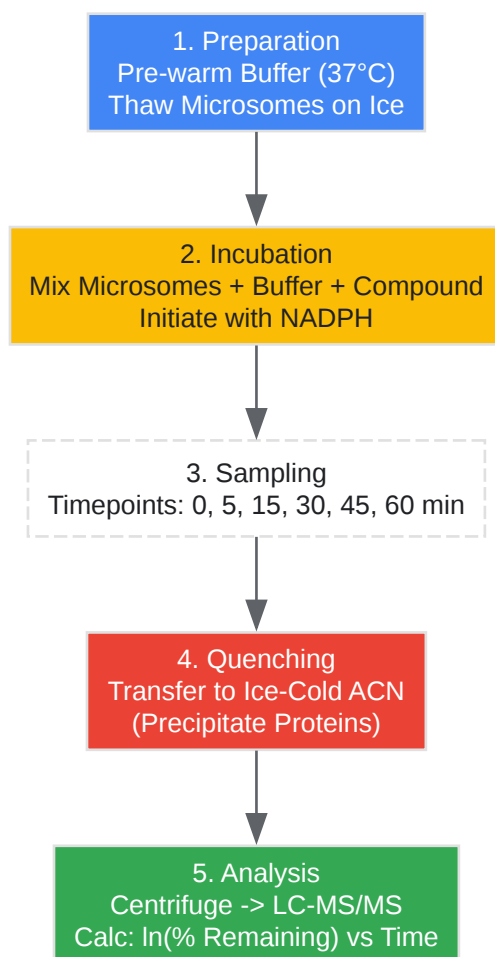 1. Preparation
Pre-warm Buffer (37°C)
Thaw Microsomes on Ice
2. Incubation
Mix Microsomes + Buffer + Compound
Initiate with NADPH
3. Sampling
Timepoints: 0, 5, 15, 30, 45, 60 min
4. Quenching
Transfer to Ice-Cold ACN
(Precipitate Proteins)
5. Analysis
Centrifuge -> LC-MS/MS
Calc: ln(% Remaining) vs Time